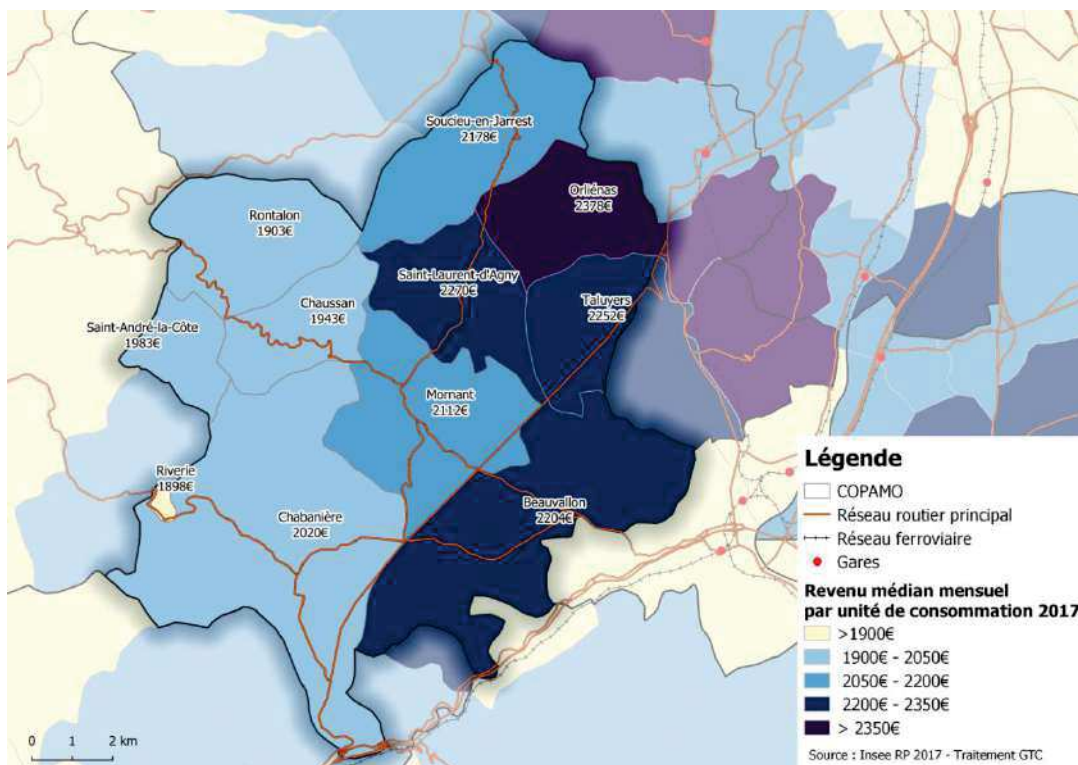 Soucieu-en-Jarrest
2178€
Orliénas
2378€
Rontalon
1903€
Saint-Laurent-d'Agny
2270€
Taluyers
2252€
Chaussan
1943€
Saint-André-la-Côte
1983€
Mornant
2112€
Riverie
1898€
Chabanière
2020€
Beauvallon
2204€
Légende
COPAMO
Réseau routier principal
Réseau ferroviaire
Gares
Revenu médian mensuel
par unité de consommation 2017
>1900€
1900€ - 2050€
2050€ - 2200€
2200€ - 2350€
> 2350€
Source : Insee RP 2017 - Traitement GTC
0 1 2 km